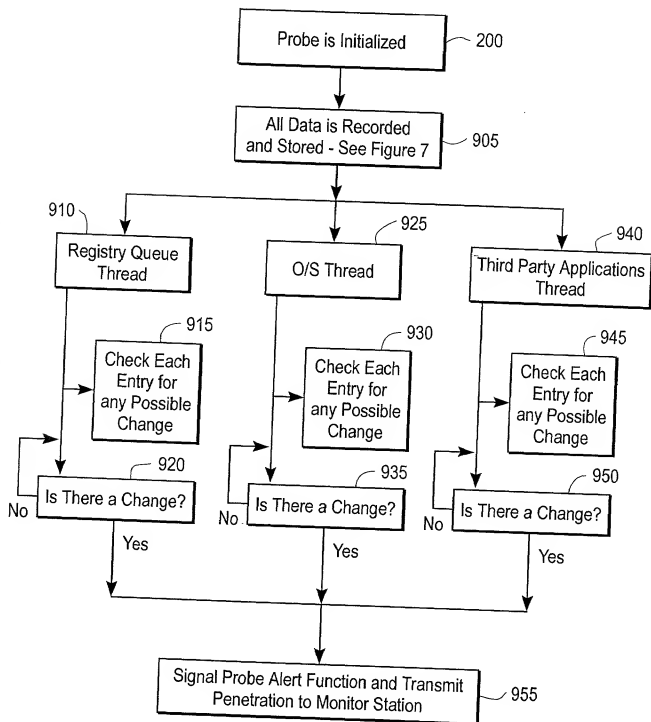 Probe is Initialized
200
All Data is Recorded
and Stored - See Figure 7
905
910
Registry Queue
Thread
925
O/S Thread
940
Third Party Applications
Thread
915
Check Each
Entry for
any Possible
Change
930
Check Each
Entry for
any Possible
Change
945
Check Each
Entry for
any Possible
Change
920
Is There a Change?
No
Yes
935
Is There a Change?
No
Yes
950
Is There a Change?
No
Yes
Signal Probe Alert Function and Transmit
Penetration to Monitor Station
955